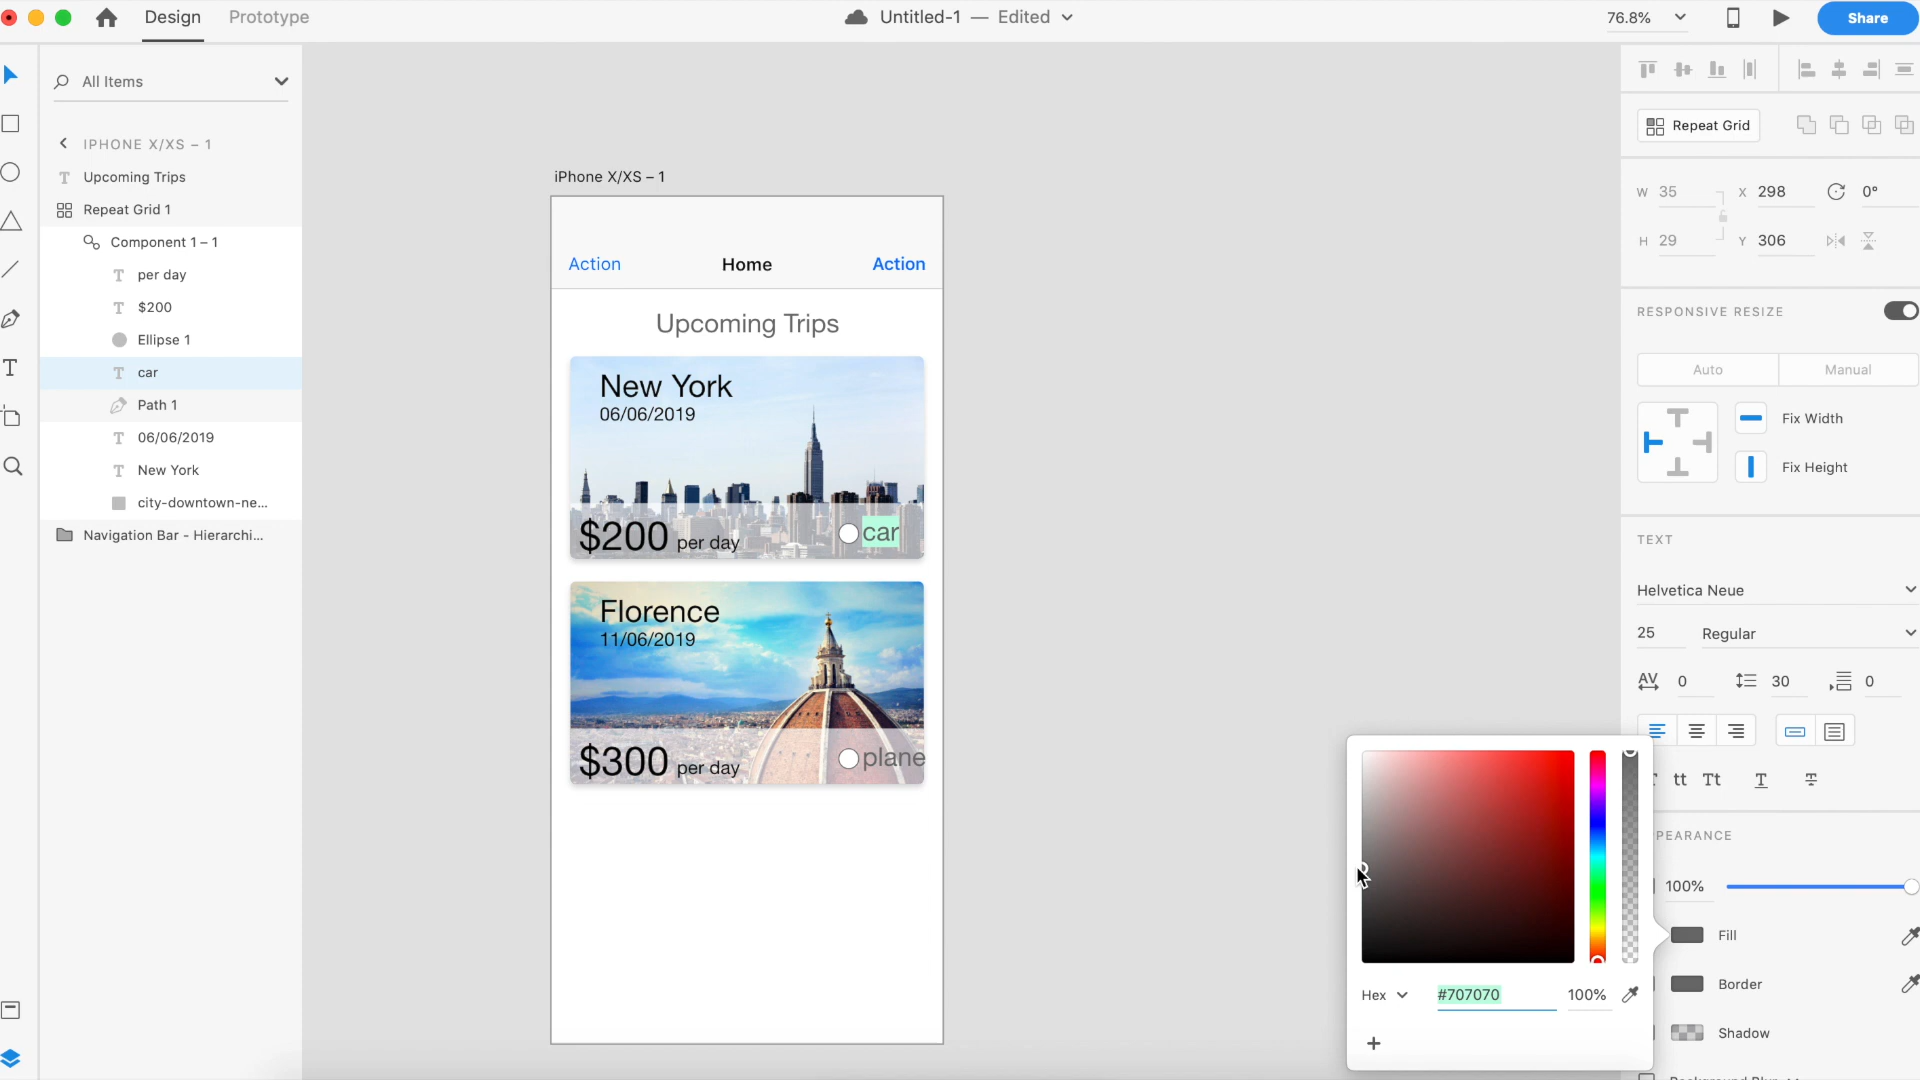 Design
Prototype
Untitled-1 — Edited
76.8%
Share
All Items
IPHONE X/XS – 1
Upcoming Trips
Repeat Grid 1
Component 1 – 1
per day
$200
Ellipse 1
car
Path 1
06/06/2019
New York
city-downtown-ne...
Navigation Bar - Hierarchi...
iPhone X/XS – 1
Action
Home
Action
Upcoming Trips
New York
06/06/2019
$200 per day
car
Florence
11/06/2019
$300 per day
plane
Repeat Grid
W 35
X 298
0°
H 29
Y 306
RESPONSIVE RESIZE
Auto
Manual
Fix Width
Fix Height
TEXT
Helvetica Neue
25
Regular
AV 0
30
0
tt
Tt
T
T
PEARANCE
100%
Fill
Border
Shadow
Hex
#707070
100%